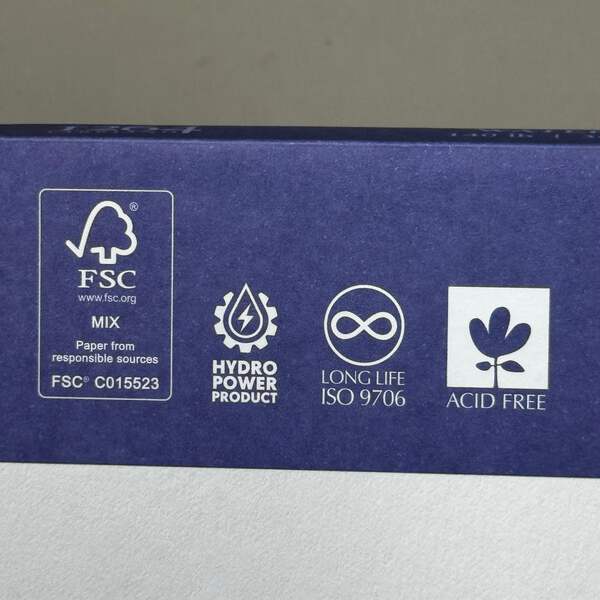 ®
FSC
www.fsc.org
MIX
Paper from
responsible sources
FSC® C015523
HYDRO
POWER
PRODUCT
LONG LIFE
ISO 9706
ACID FREE